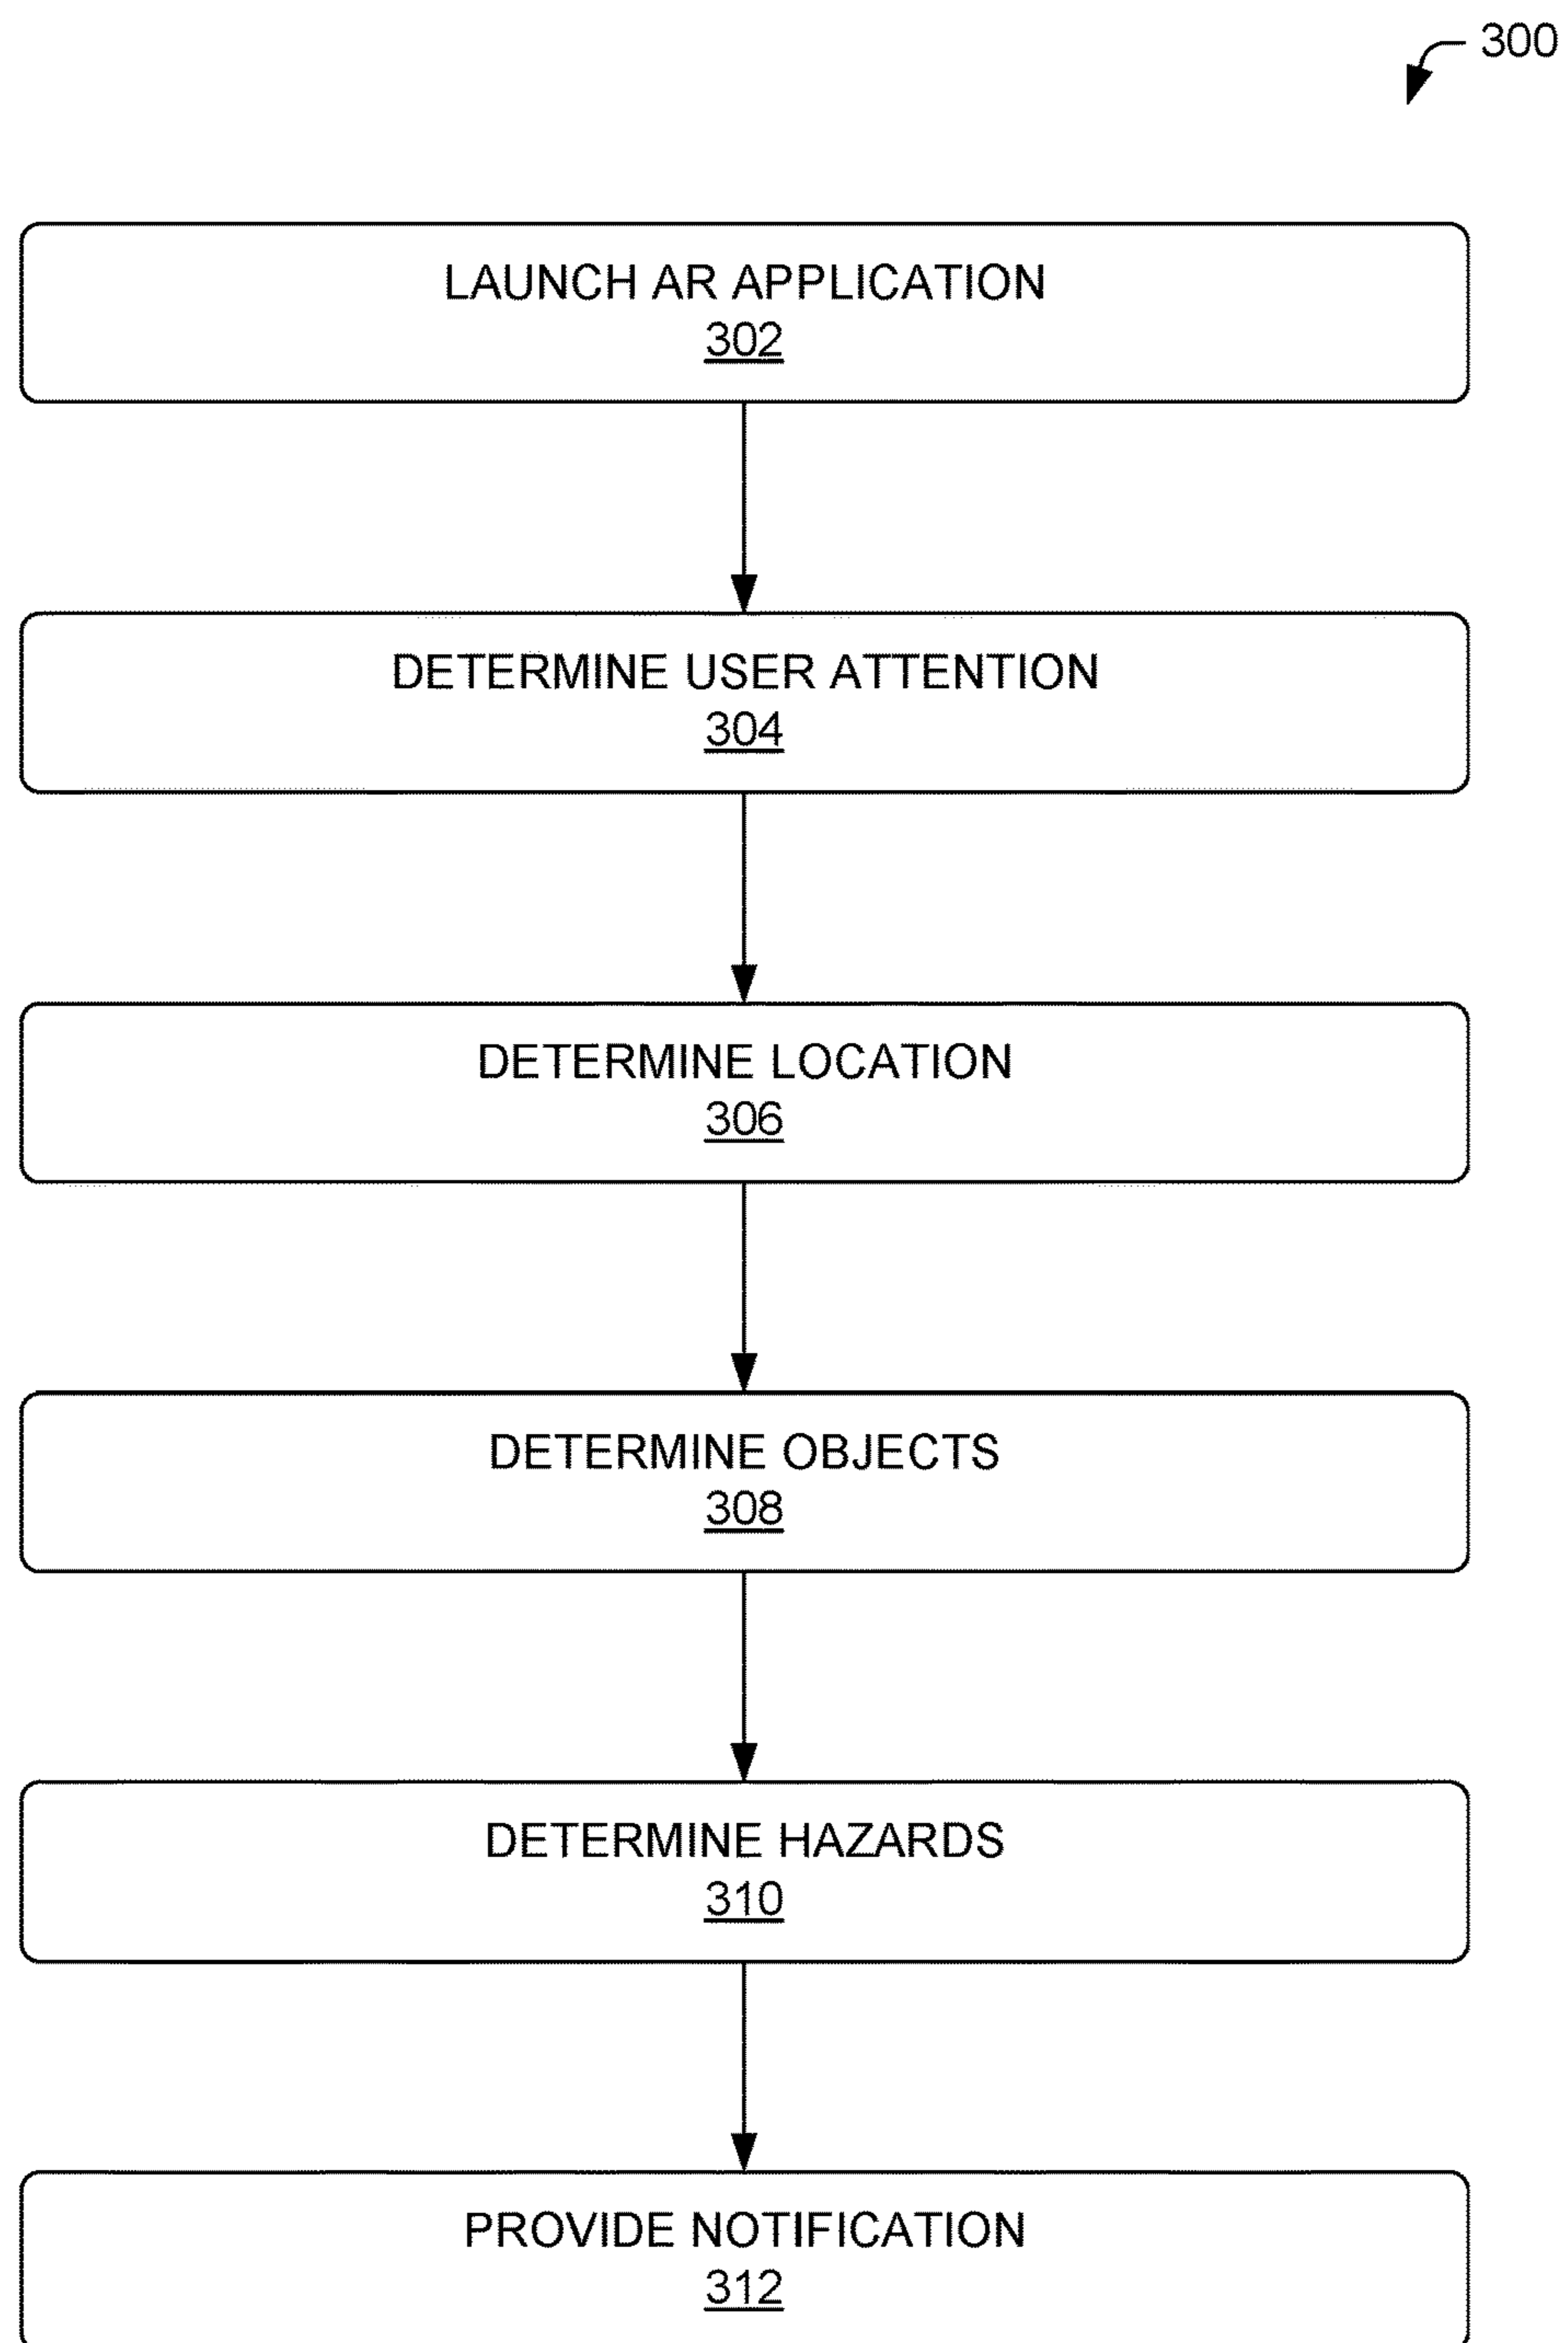 300
LAUNCH AR APPLICATION
302
DETERMINE USER ATTENTION
304
DETERMINE LOCATION
306
DETERMINE OBJECTS
308
DETERMINE HAZARDS
310
PROVIDE NOTIFICATION
312